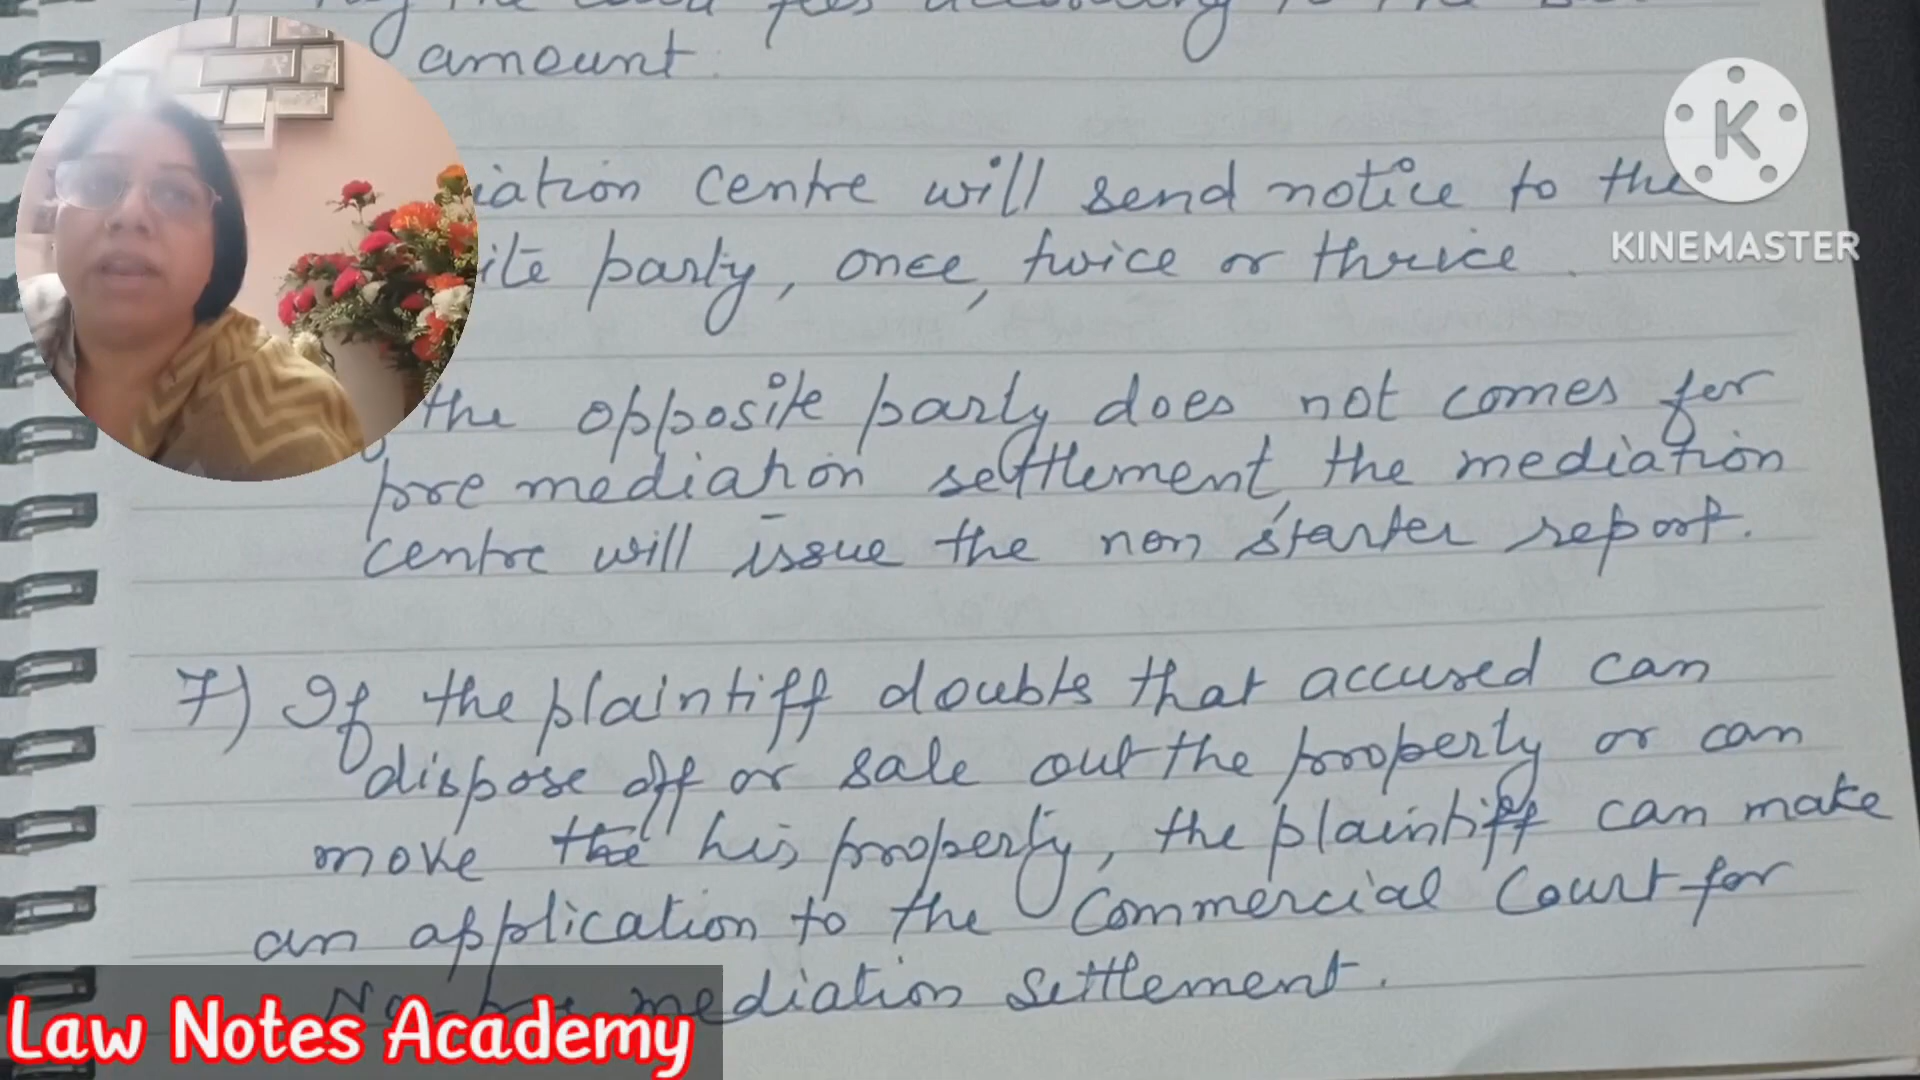 amount.
iation Centre will send notice to the
ite party, once, twice or thrice.
the opposite party does not comes for
pre mediation settlement, the mediation
centre will issue the non starter report.
7) If the plaintiff doubts that accused can
dispose off or sale out the property or can
move the his property, the plaintiff can make
an application to the Commercial Court for
No-pre mediation settlement.
K
KINEMASTER
Law Notes Academy